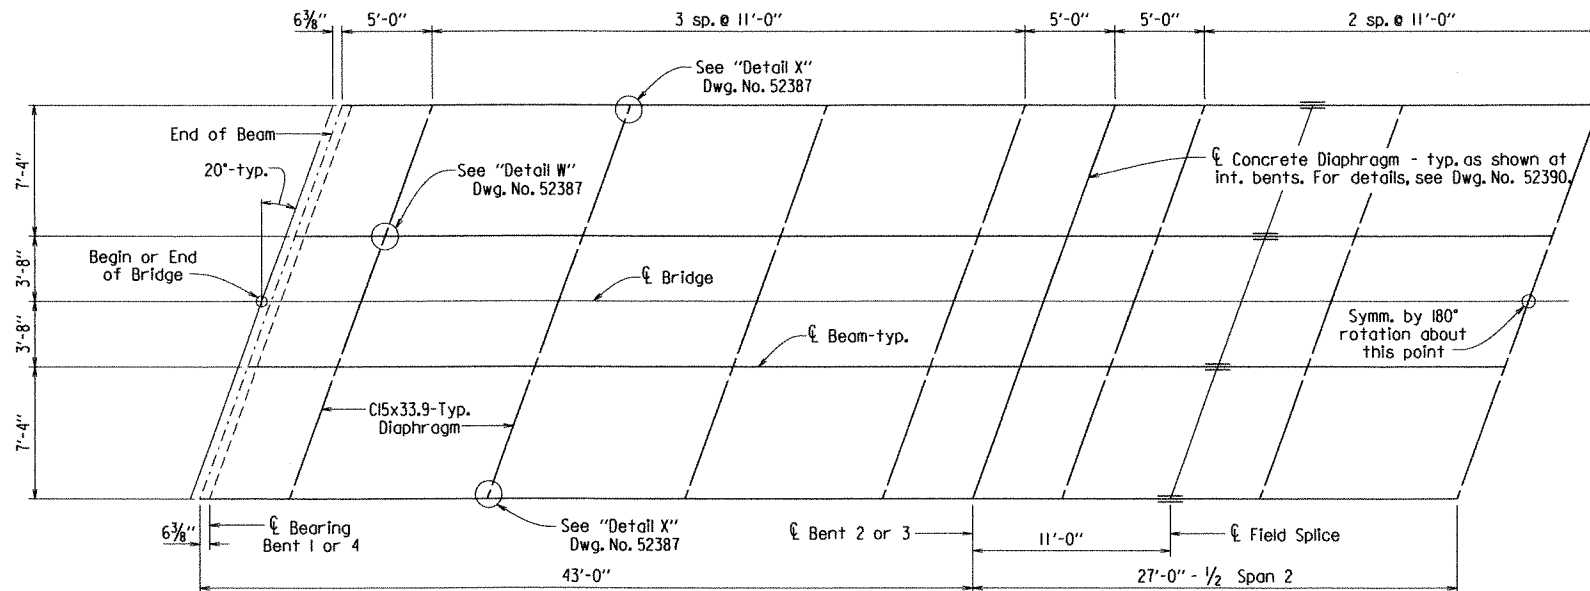 6⅜"
5'-0"
3 sp. @ 11'-0"
5'-0"
5'-0"
2 sp. @ 11'-0"
See "Detail X"
Dwg. No. 52387
End of Beam
20°-typ.
See "Detail W"
Dwg. No. 52387
℄ Concrete Diaphragm - typ. as shown at
int. bents. For details, see Dwg. No. 52390.
7'-4"
3'-8"
3'-8"
7'-4"
Begin or End
of Bridge
℄ Bridge
Symm. by 180°
rotation about
this point
℄ Beam-typ.
C15x33.9-Typ.
Diaphragm
6⅜"
℄ Bearing
Bent 1 or 4
See "Detail X"
Dwg. No. 52387
℄ Bent 2 or 3
11'-0"
℄ Field Splice
43'-0"
27'-0" - ½ Span 2